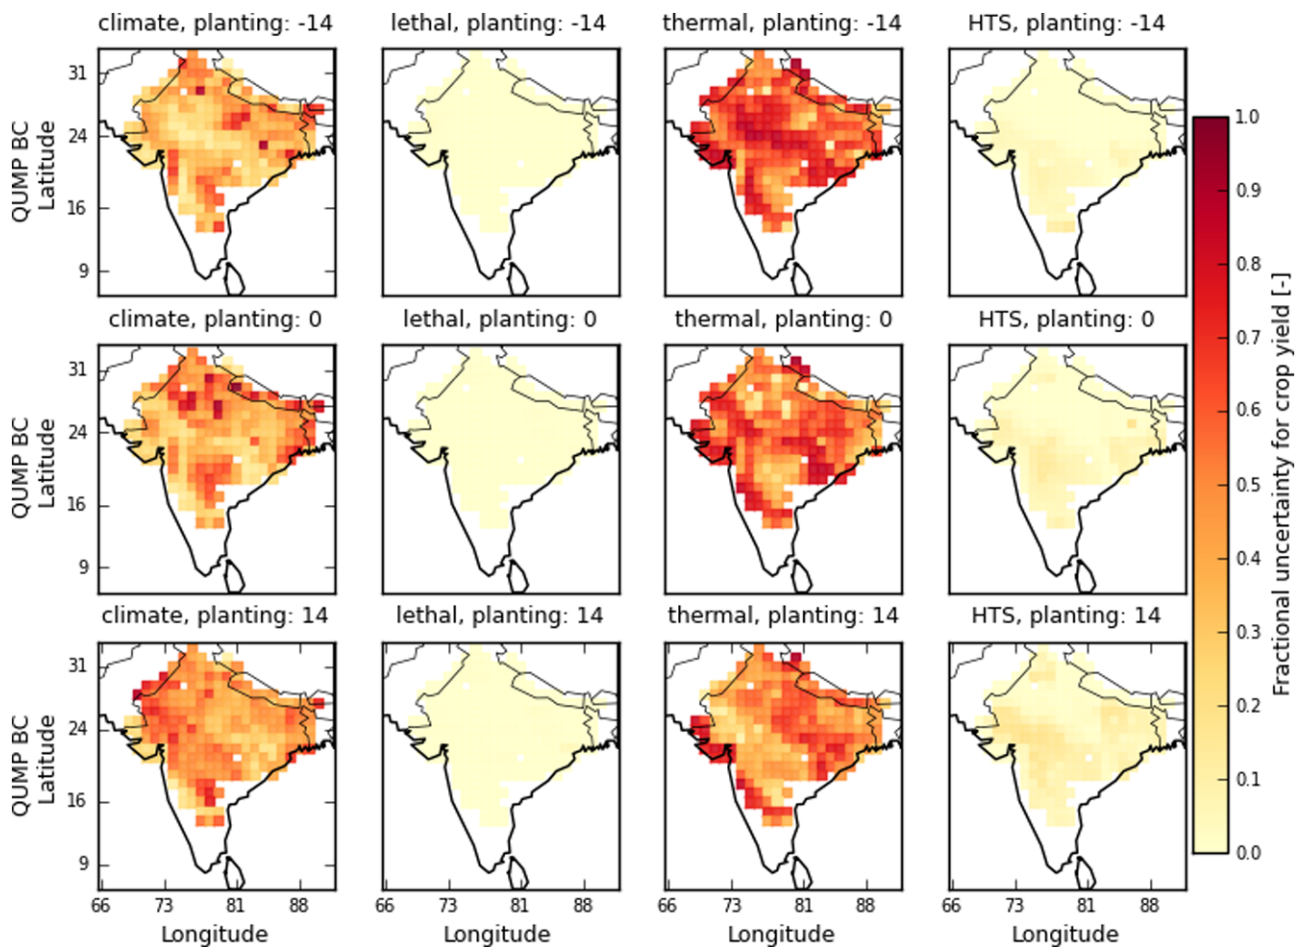 climate, planting: -14
lethal, planting: -14
thermal, planting: -14
HTS, planting: -14
31
24
16
9
QUMP BC
Latitude
climate, planting: 0
lethal, planting: 0
thermal, planting: 0
HTS, planting: 0
31
24
16
9
QUMP BC
Latitude
climate, planting: 14
lethal, planting: 14
thermal, planting: 14
HTS, planting: 14
31
24
16
9
QUMP BC
Latitude
66 73 81 88
66 73 81 88
66 73 81 88
66 73 81 88
Longitude
Longitude
Longitude
Longitude
1.0
0.9
0.8
0.7
0.6
0.5
0.4
0.3
0.2
0.1
0.0
Fractional uncertainty for crop yield [-]